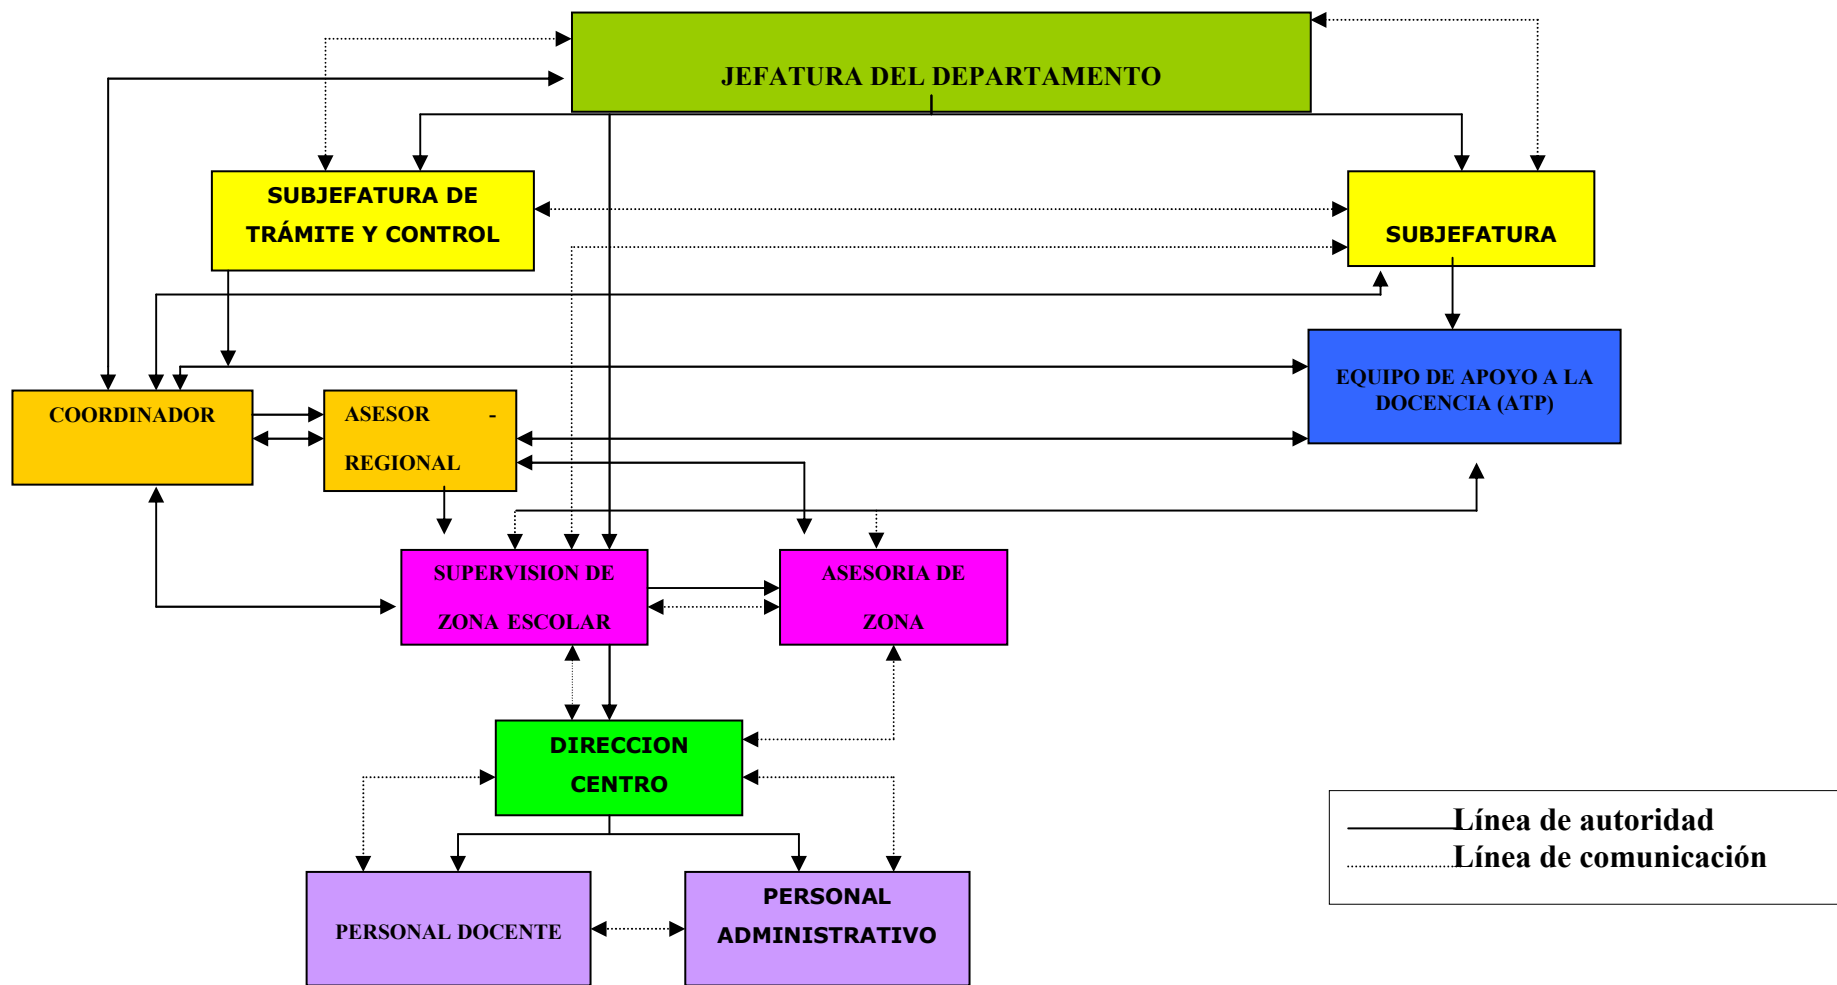 JEFATURA DEL DEPARTAMENTO
SUBJEFATURA DE
TRÁMITE Y CONTROL
SUBJEFATURA
EQUIPO DE APOYO A LA
DOCENCIA (ATP)
COORDINADOR
ASESOR -
REGIONAL
SUPERVISION DE
ZONA ESCOLAR
ASESORIA DE
ZONA
DIRECCION
CENTRO
PERSONAL DOCENTE
PERSONAL
ADMINISTRATIVO
Línea de autoridad
Línea de comunicación